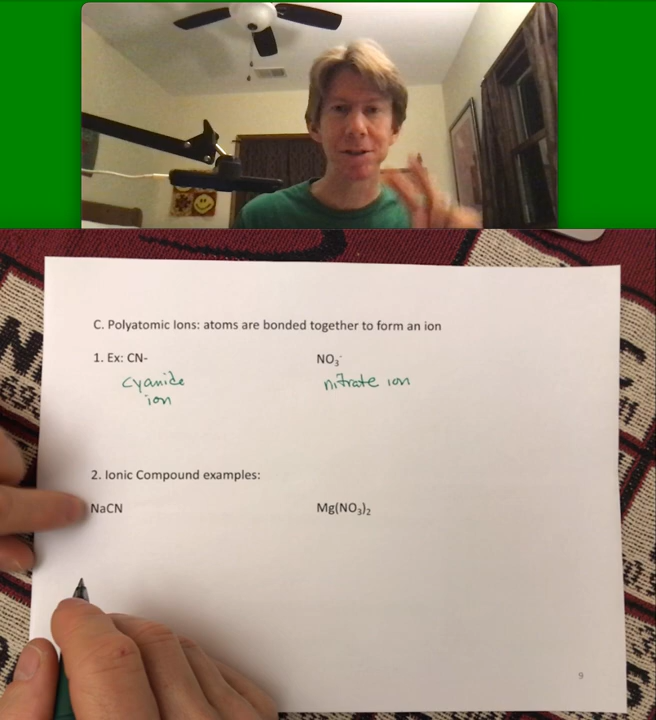 C. Polyatomic Ions: atoms are bonded together to form an ion
1. Ex: CN- NO₃⁻
cyanide nitrate ion
ion
2. Ionic Compound examples:
NaCN Mg(NO₃)₂
9